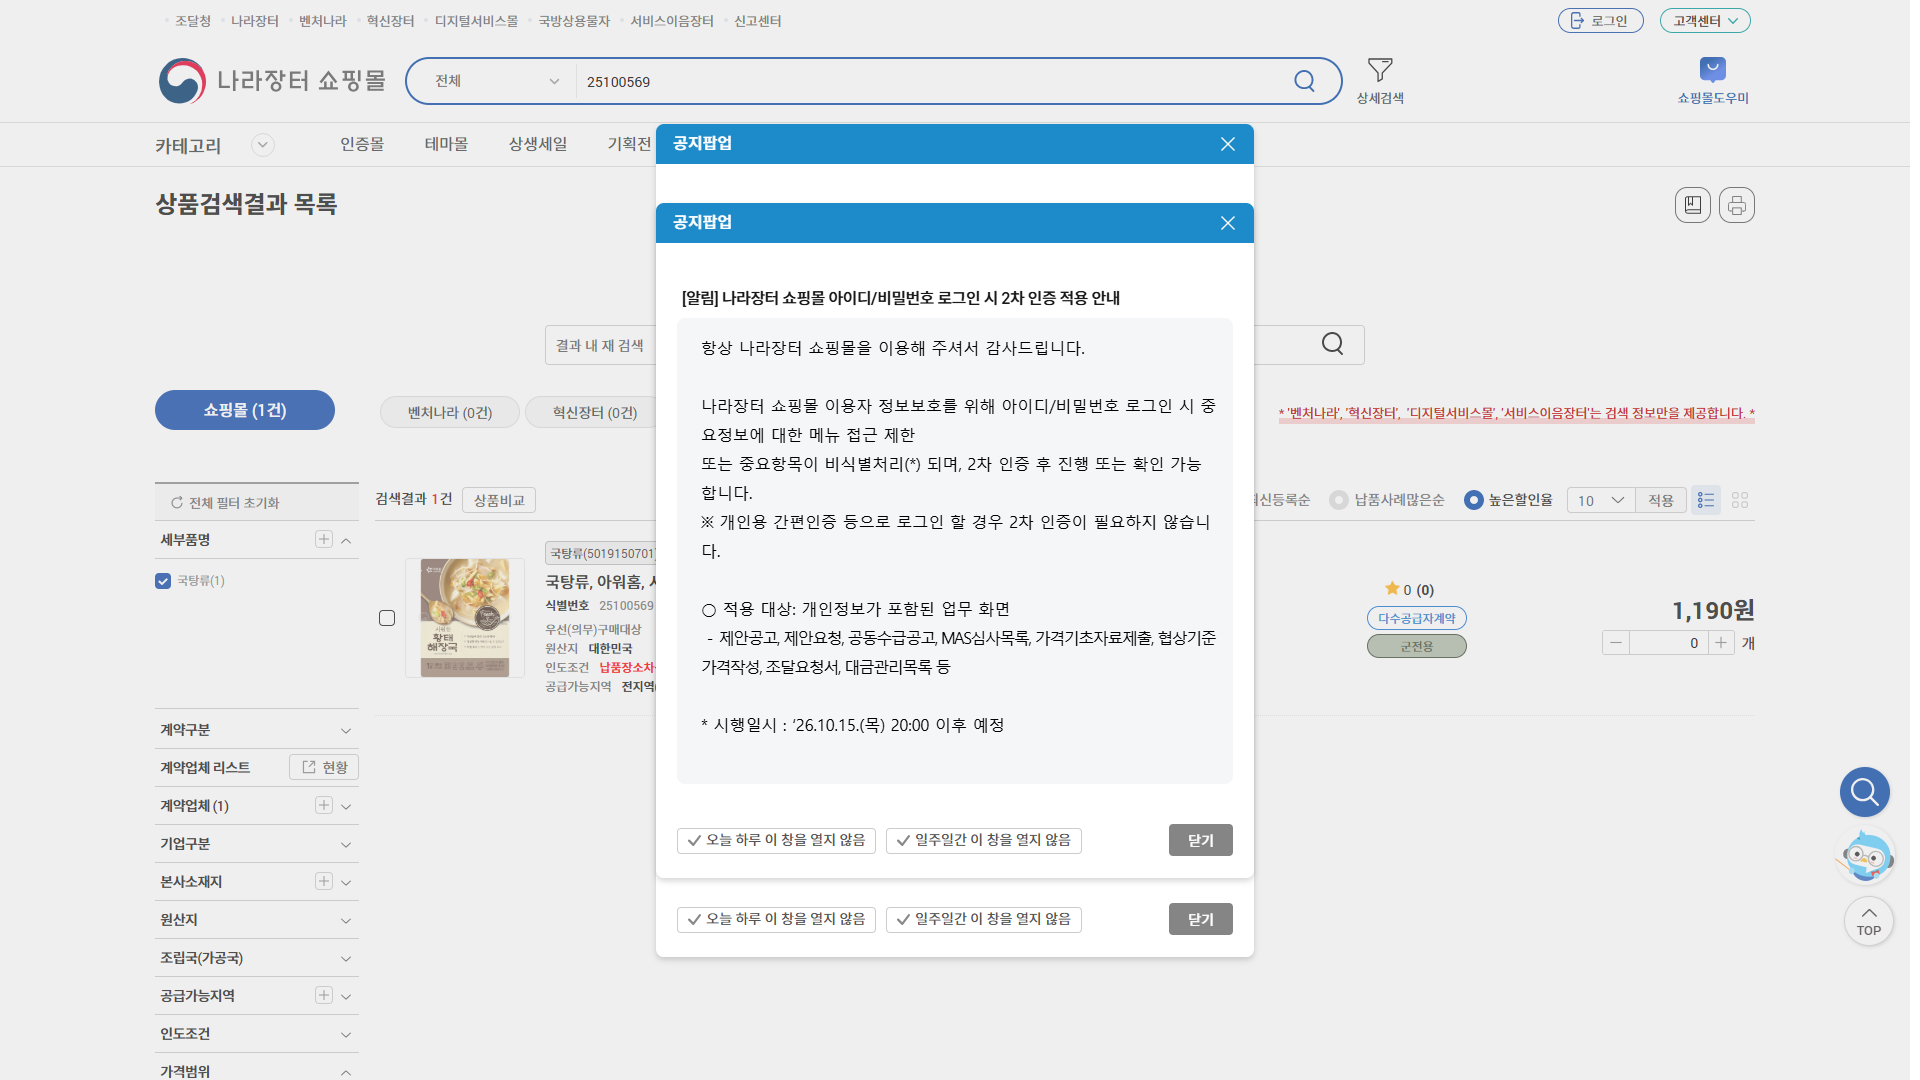 조달청 나라장터 벤처나라 혁신장터 디지털서비스몰 국방상용물자 서비스이음장터 신고센터
로그인 고객센터
나라장터 쇼핑몰
전체 25100569
상세검색 쇼핑몰도우미
카테고리 인증몰 테마몰 상생세일 기획전
공지팝업
상품검색결과 목록
공지팝업
[알림] 나라장터 쇼핑몰 아이디/비밀번호 로그인 시 2차 인증 적용 안내
항상 나라장터 쇼핑몰을 이용해 주셔서 감사드립니다.
나라장터 쇼핑몰 이용자 정보보호를 위해 아이디/비밀번호 로그인 시 중
요정보에 대한 메뉴 접근 제한
또는 중요항목이 비식별처리(*) 되며, 2차 인증 후 진행 또는 확인 가능
합니다.
※ 개인용 간편인증 등으로 로그인 할 경우 2차 인증이 필요하지 않습니
다.
○ 적용 대상: 개인정보가 포함된 업무 화면
- 제안공고, 제안요청, 공동수급공고, MAS심사목록, 가격기초자료제출, 협상기준
가격작성, 조달요청서, 대금관리목록 등
* 시행일시 : '26.10.15.(목) 20:00 이후 예정
오늘 하루 이 창을 열지 않음 일주일간 이 창을 열지 않음 닫기
오늘 하루 이 창을 열지 않음 일주일간 이 창을 열지 않음 닫기
결과 내 재 검색
쇼핑몰 (1건) 벤처나라 (0건) 혁신장터 (0건)
* '벤처나라', '혁신장터', '디지털서비스몰', '서비스이음장터'는 검색 정보만을 제공합니다. *
전체 필터 초기화
검색결과 1건 상품비교
신등록순 납품사례많은순 높은할인율 10 적용
세부품명
국탕류(1)
국탕류(5019150701)
국탕류, 아워홈,
식별번호 25100569
우선(의무)구매대상
원산지 대한민국
인도조건 납품장소차
공급가능지역 전지역
황태
해장국
0 (0)
다수공급자계약
군전용
1,190원
0 개
계약구분
계약업체 리스트 현황
계약업체 (1)
기업구분
본사소재지
원산지
조립국(가공국)
공급가능지역
인도조건
가격범위
TOP